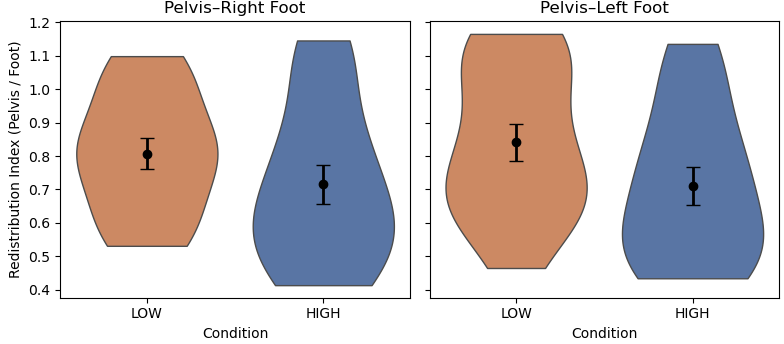 Pelvis–Right Foot
Pelvis–Left Foot
Redistribution Index (Pelvis / Foot)
1.2
1.1
1.0
0.9
0.8
0.7
0.6
0.5
0.4
LOW
HIGH
LOW
HIGH
Condition
Condition